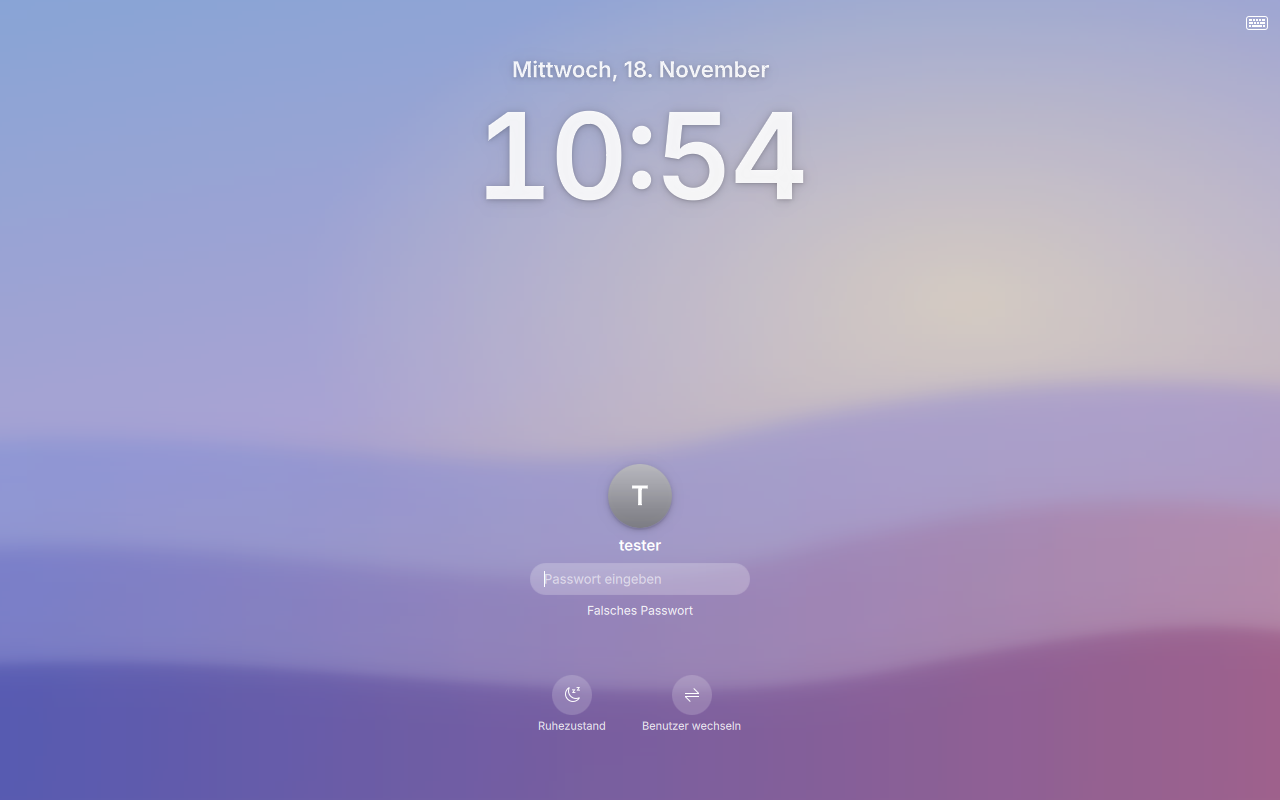 Mittwoch, 18. November
10:54
T
tester
Passwort eingeben
Falsches Passwort
Ruhezustand
Benutzer wechseln